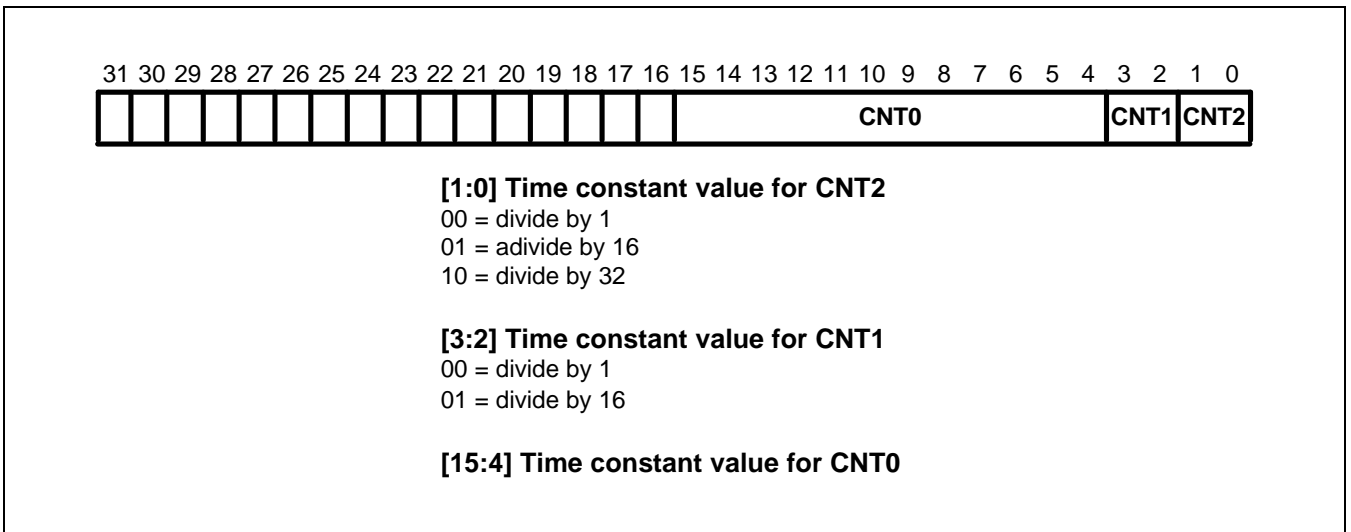 31 30 29 28 27 26 25 24 23 22 21 20 19 18 17 16 15 14 13 12 11 10 9 8 7 6 5 4 3 2 1 0
CNT0 CNT1 CNT2
[1:0] Time constant value for CNT2
00 = divide by 1
01 = adivide by 16
10 = divide by 32
[3:2] Time constant value for CNT1
00 = divide by 1
01 = divide by 16
[15:4] Time constant value for CNT0